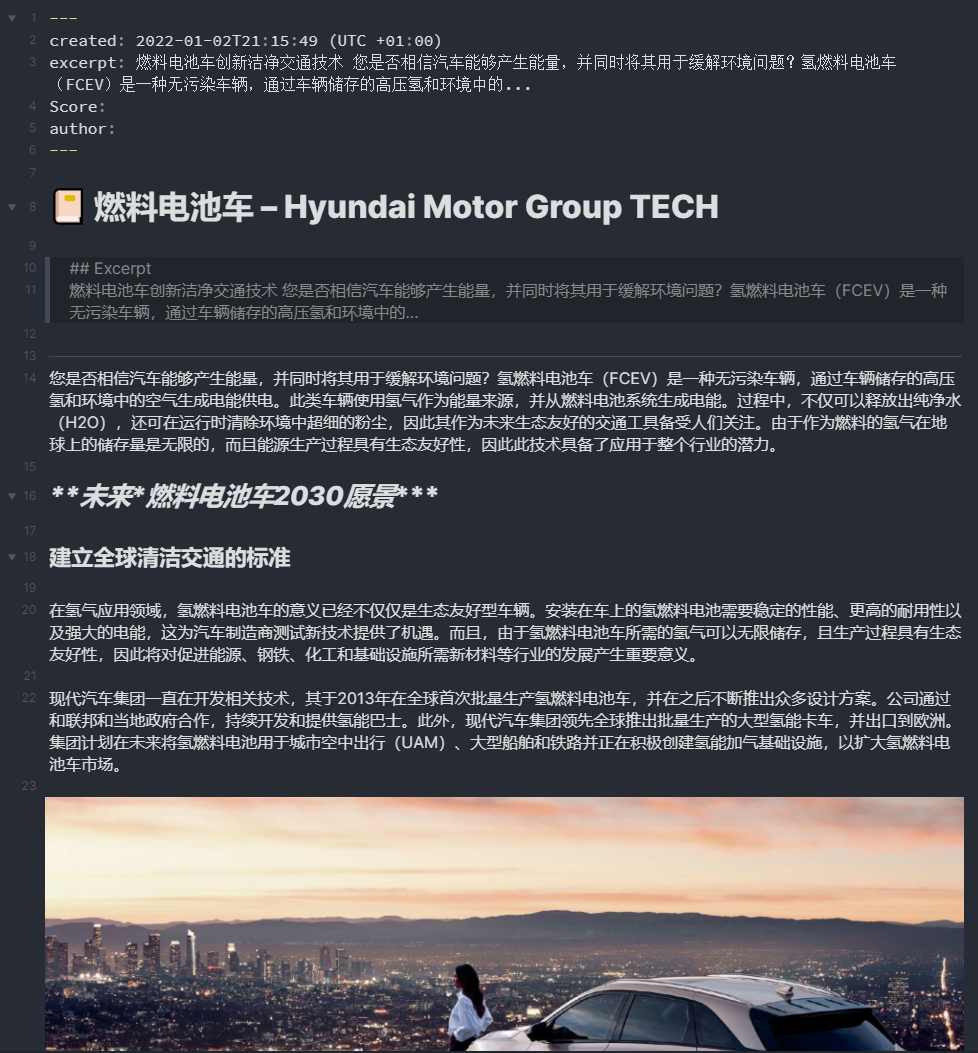 1 ---
2 created: 2022-01-02T21:15:49 (UTC +01:00)
3 excerpt: 燃料电池车创新洁净交通技术 您是否相信汽车能够产生能量，并同时将其用于缓解环境问题？氢燃料电池车
（FCEV）是一种无污染车辆，通过车辆储存的高压氢和环境中的...
4 Score:
5 author:
6 ---
7
8 📔 燃料电池车 – Hyundai Motor Group TECH
9
10 ## Excerpt
11 燃料电池车创新洁净交通技术 您是否相信汽车能够产生能量，并同时将其用于缓解环境问题？氢燃料电池车（FCEV）是一种
无污染车辆，通过车辆储存的高压氢和环境中的...
12
13
14 您是否相信汽车能够产生能量，并同时将其用于缓解环境问题？氢燃料电池车（FCEV）是一种无污染车辆，通过车辆储存的高压
氢和环境中的空气生成电能供电。此类车辆使用氢气作为能量来源，并从燃料电池系统生成电能。过程中，不仅可以释放出纯净水
（H2O），还可在运行时清除环境中超细的粉尘，因此其作为未来生态友好的交通工具备受人们关注。由于作为燃料的氢气在地
球上的储存量是无限的，而且能源生产过程具有生态友好性，因此此技术具备了应用于整个行业的潜力。
15
16 **未来*燃料电池车2030愿景***
17
18 建立全球清洁交通的标准
19
20 在氢气应用领域，氢燃料电池车的意义已经不仅仅是生态友好型车辆。安装在车上的氢燃料电池需要稳定的性能、更高的耐用性以
及强大的电能，这为汽车制造商测试新技术提供了机遇。而且，由于氢燃料电池车所需的氢气可以无限储存，且生产过程具有生态
友好性，因此将对促进能源、钢铁、化工和基础设施所需新材料等行业的发展产生重要意义。
21
22 现代汽车集团一直在开发相关技术，其于2013年在全球首次批量生产氢燃料电池车，并在之后不断推出众多设计方案。公司通过
和联邦和当地政府合作，持续开发和提供氢能巴士。此外，现代汽车集团领先全球推出批量生产的大型氢能卡车，并出口到欧洲。
集团计划在未来将氢燃料电池用于城市空中出行（UAM）、大型船舶和铁路并正在积极创建氢能加气基础设施，以扩大氢燃料电
池车市场。
23